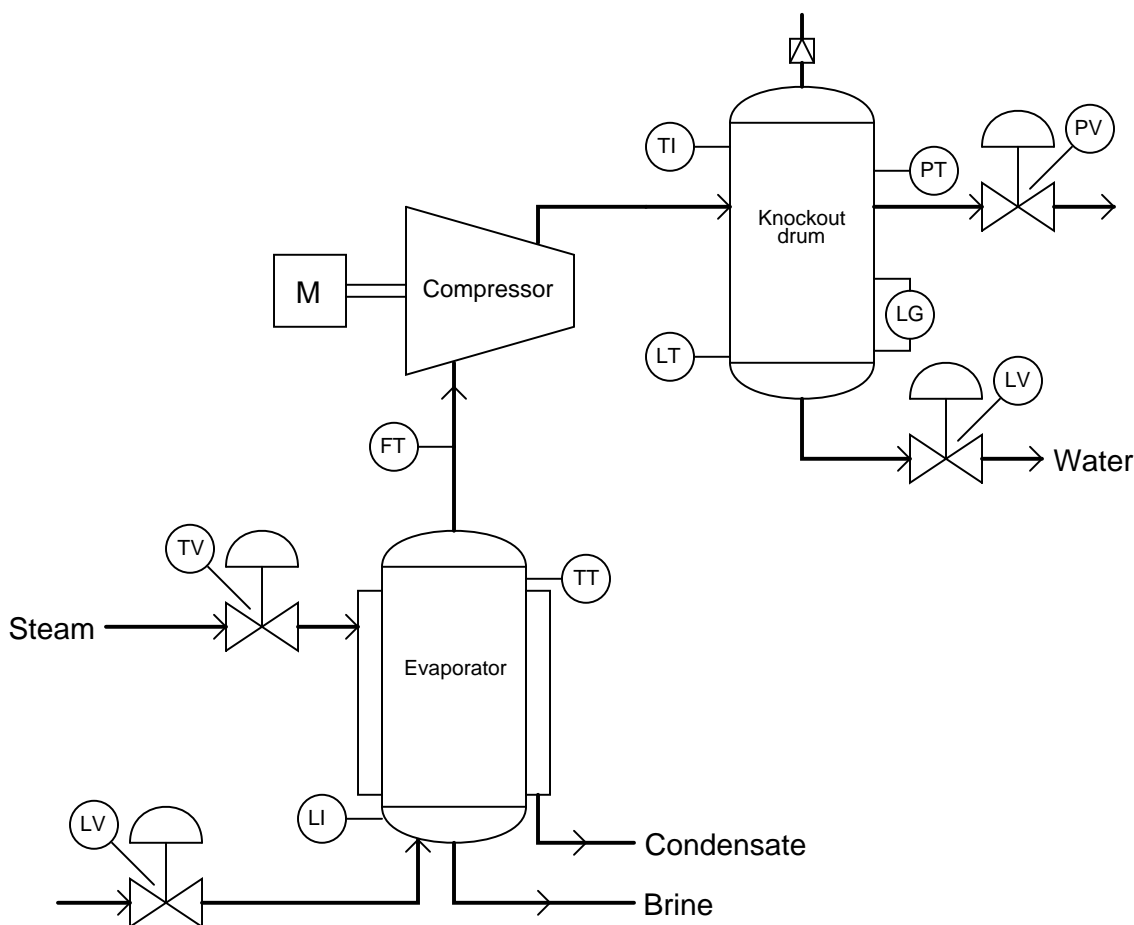 TI
PT
PV
Knockout
drum
M
Compressor
LG
LT
LV
FT
Water
TV
TT
Steam
Evaporator
LI
LV
Condensate
Brine